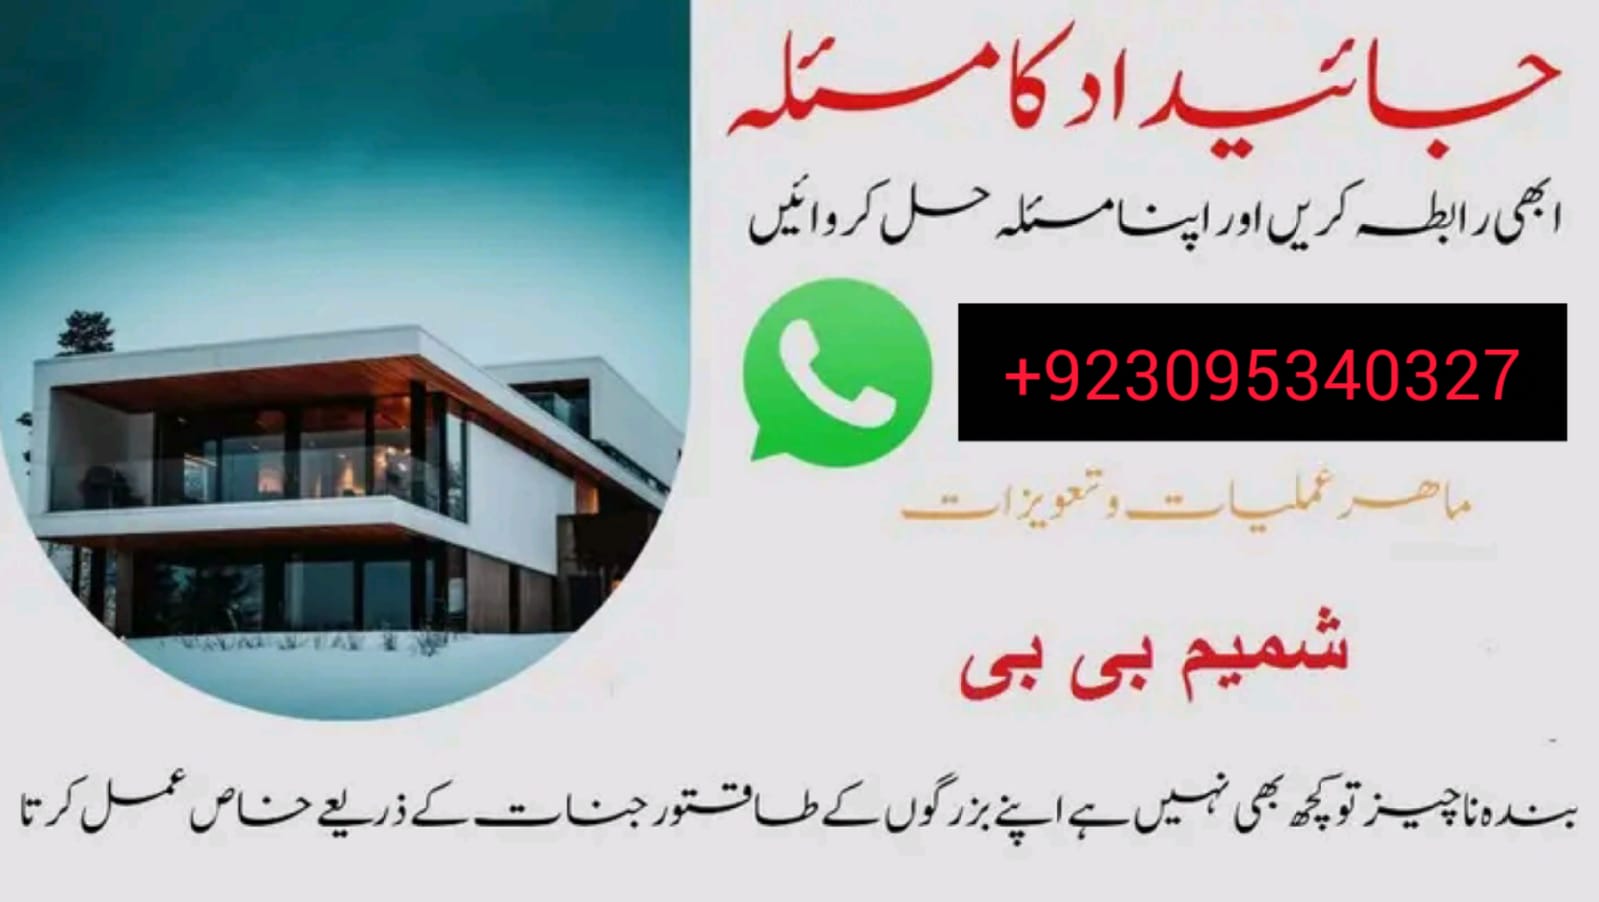 جائیداد کا مسئلہ
ابھی رابطہ کریں اور اپنا مسئلہ حل کروائیں
+923095340327
ماھر عملیات و تعویزات
شمیم بی بی
بندہ ناچیز تو کچھ بھی نہیں ہے اپنے بزرگوں کے طاقتور جنات کے ذریعے خاص عمل کرتا